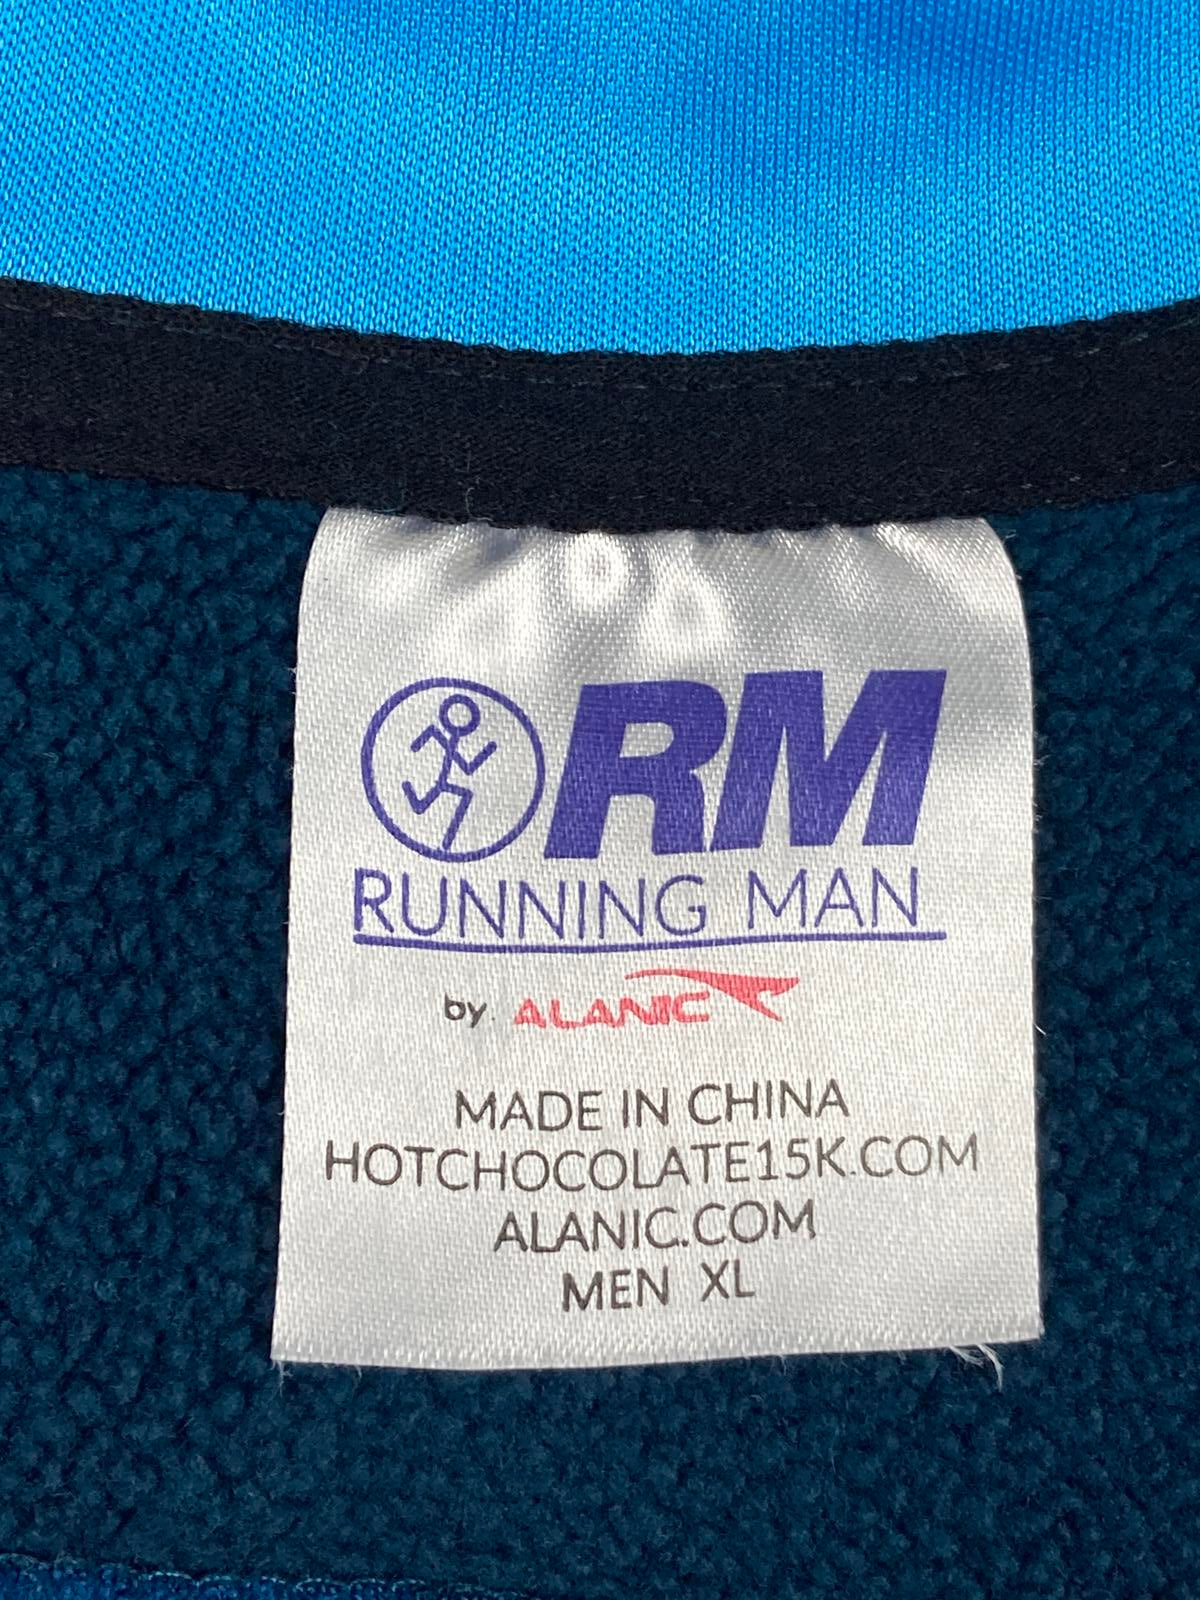 RM
RUNNING MAN
by. ALANIC
MADE IN CHINA
HOTCHOCOLATE15K.COM
ALANIC.COM
MEN XL